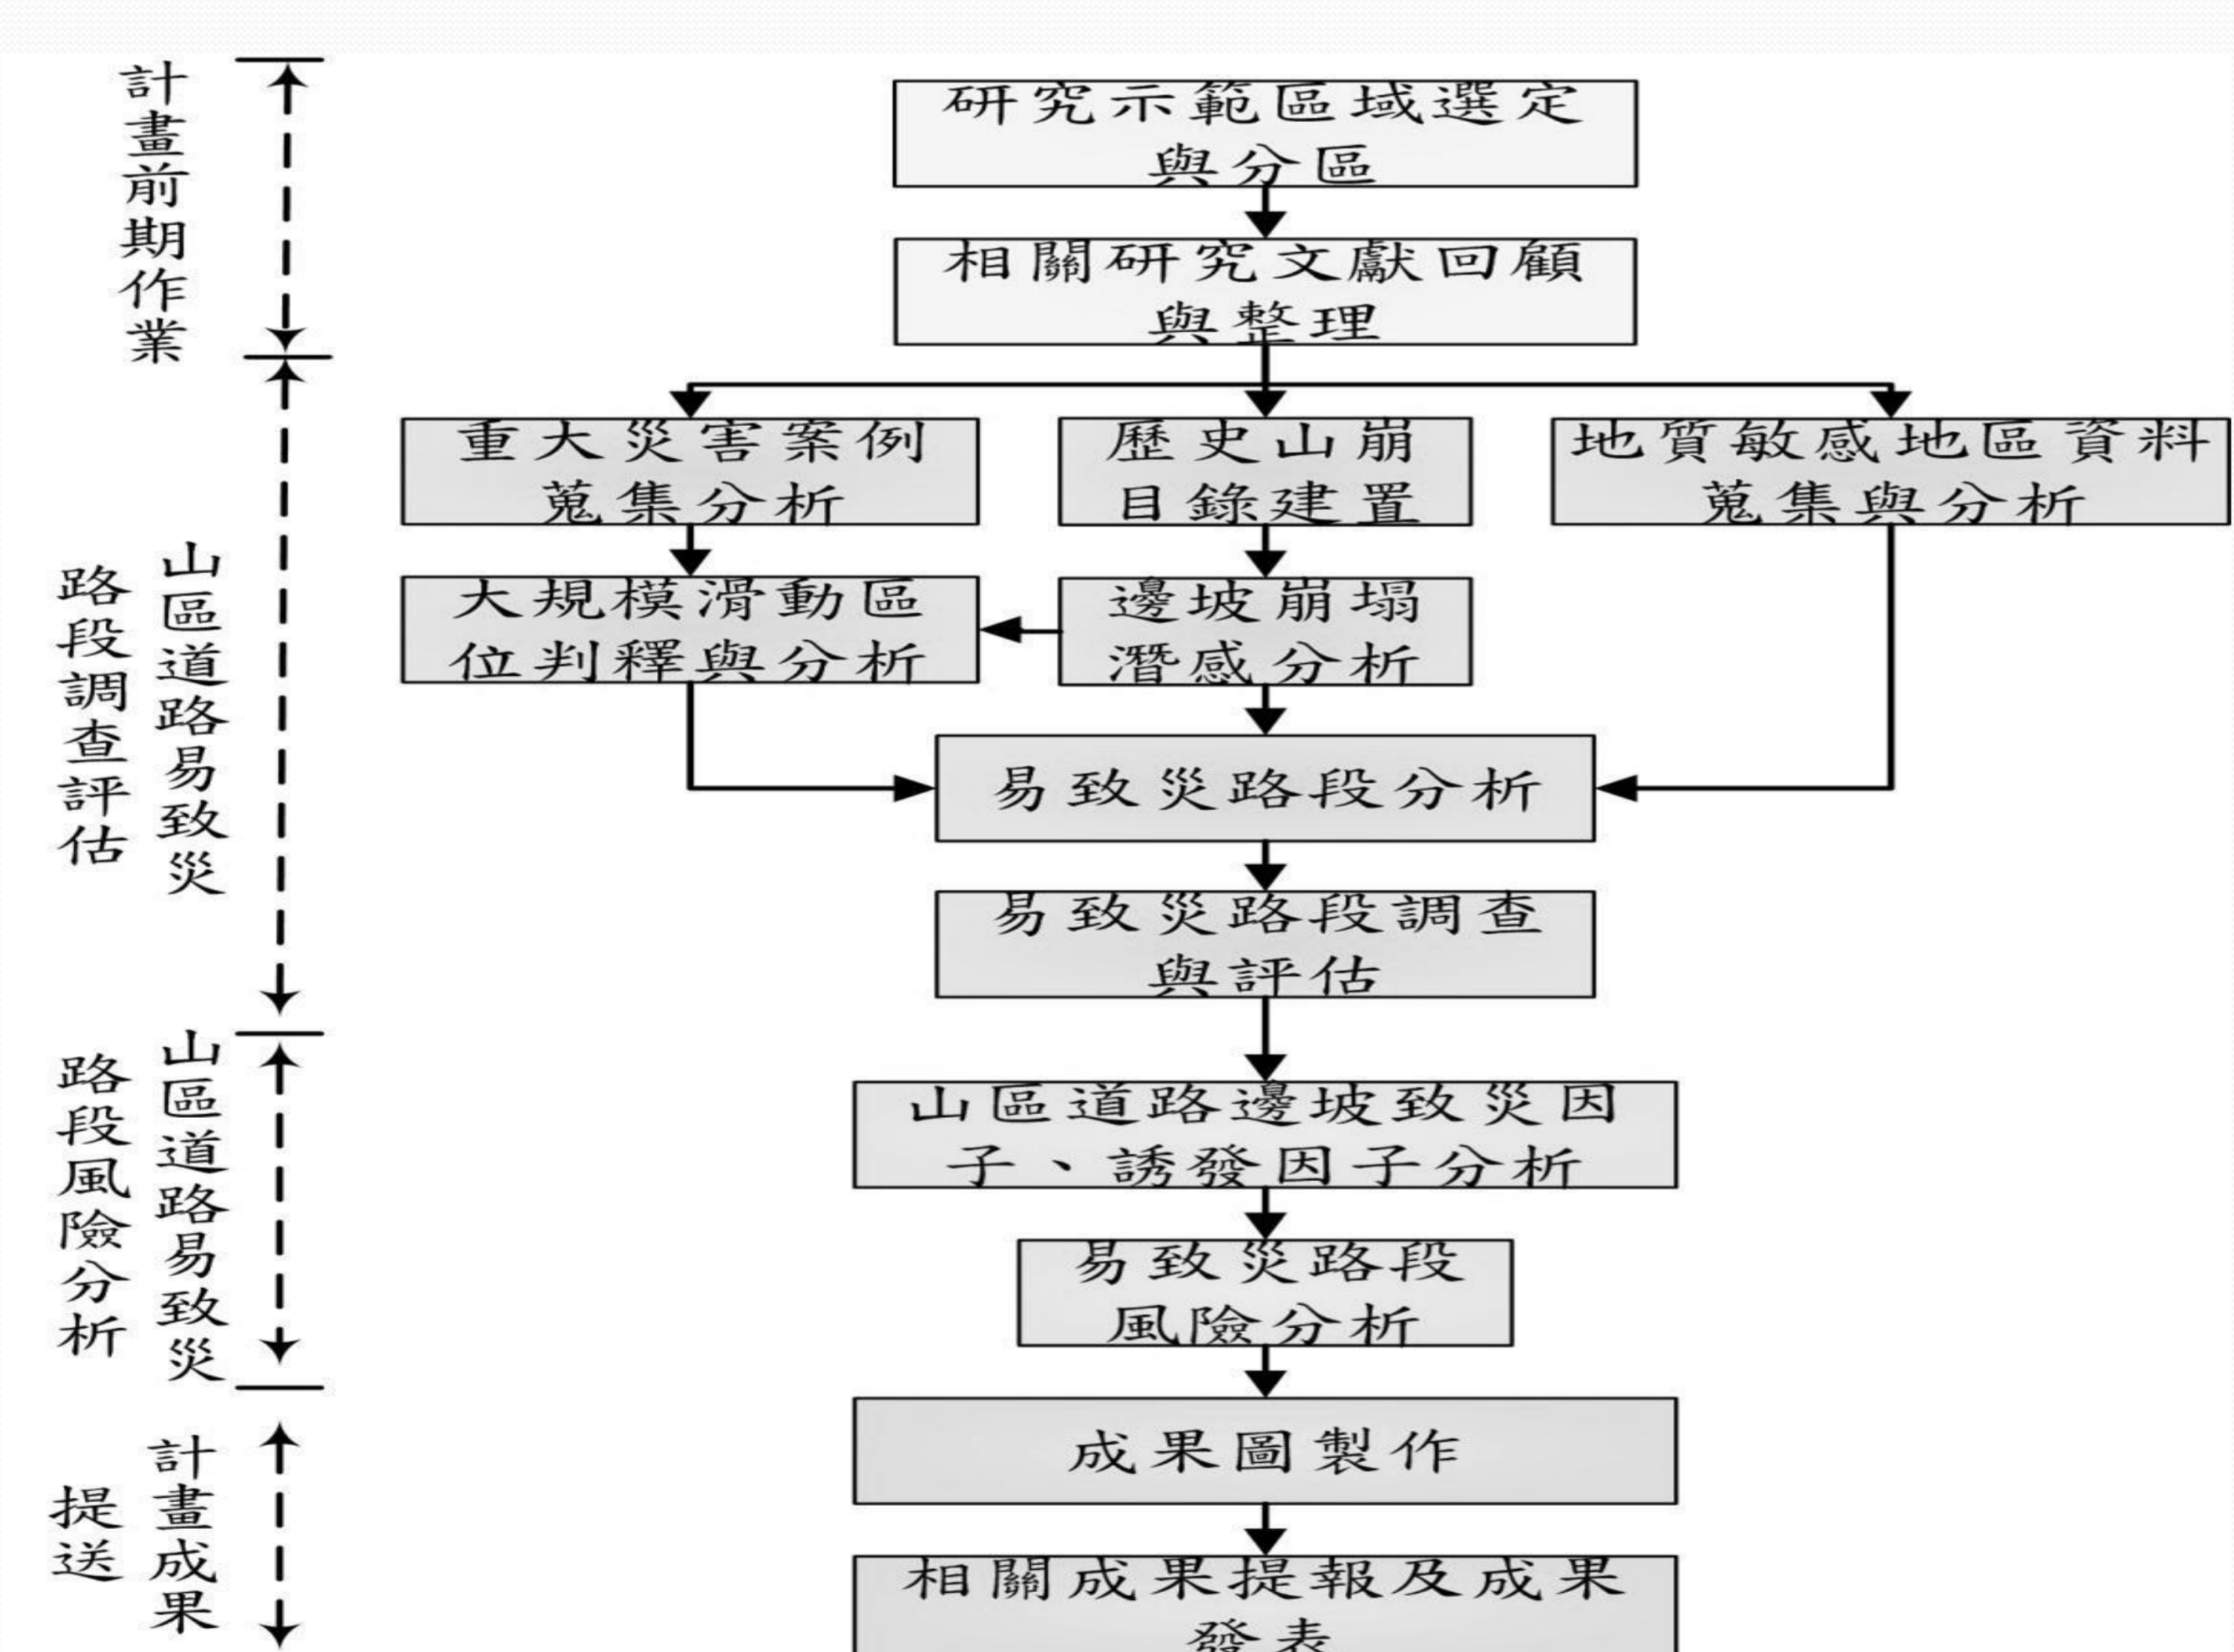 計畫前期作業
研究示範區域選定
與分區
相關研究文獻回顧
與整理
山區道路易致災
路段調查評估
重大災害案例
蒐集分析
歷史山崩
目錄建置
地質敏感地區資料
蒐集與分析
大規模滑動區
位判釋與分析
邊坡崩塌
潛感分析
易致災路段分析
易致災路段調查
與評估
山區道路易致災
路段風險分析
山區道路邊坡致災因
子、誘發因子分析
易致災路段
風險分析
計畫成果
提送
成果圖製作
相關成果提報及成果
發表